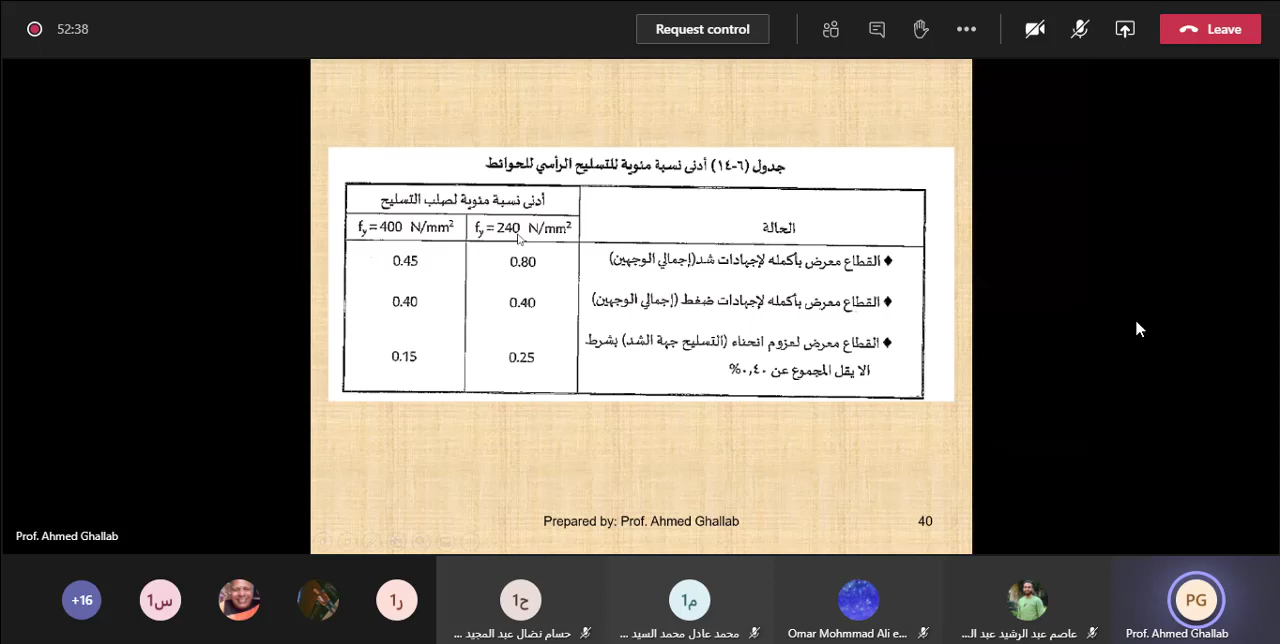 52:38
Request control
Leave
جدول (٦-١٤) أدنى نسبة مئوية للتسليح الرأسي للحوائط
الحالة
أدنى نسبة مئوية لصلب التسليح
fy = 240 N/mm²
fy = 400 N/mm²
♦ القطاع معرض بأكمله لإجهادات شد (إجمالي الوجهين)
0.80
0.45
♦ القطاع معرض بأكمله لإجهادات ضغط (إجمالي الوجهين)
0.40
0.40
♦ القطاع معرض لعزوم انحناء (التسليح جهة الشد) بشرط
الا يقل المجموع عن ٠,٤٠%
0.25
0.15
Prepared by: Prof. Ahmed Ghallab
40
Prof. Ahmed Ghallab
+16
س1
ر1
ح1
حسام نضال عبد المجيد ...
م1
محمد عادل محمد السيد ...
Omar Mohmmad Ali e...
عاصم عبد الرشيد عبد ال...
PG
Prof. Ahmed Ghallab